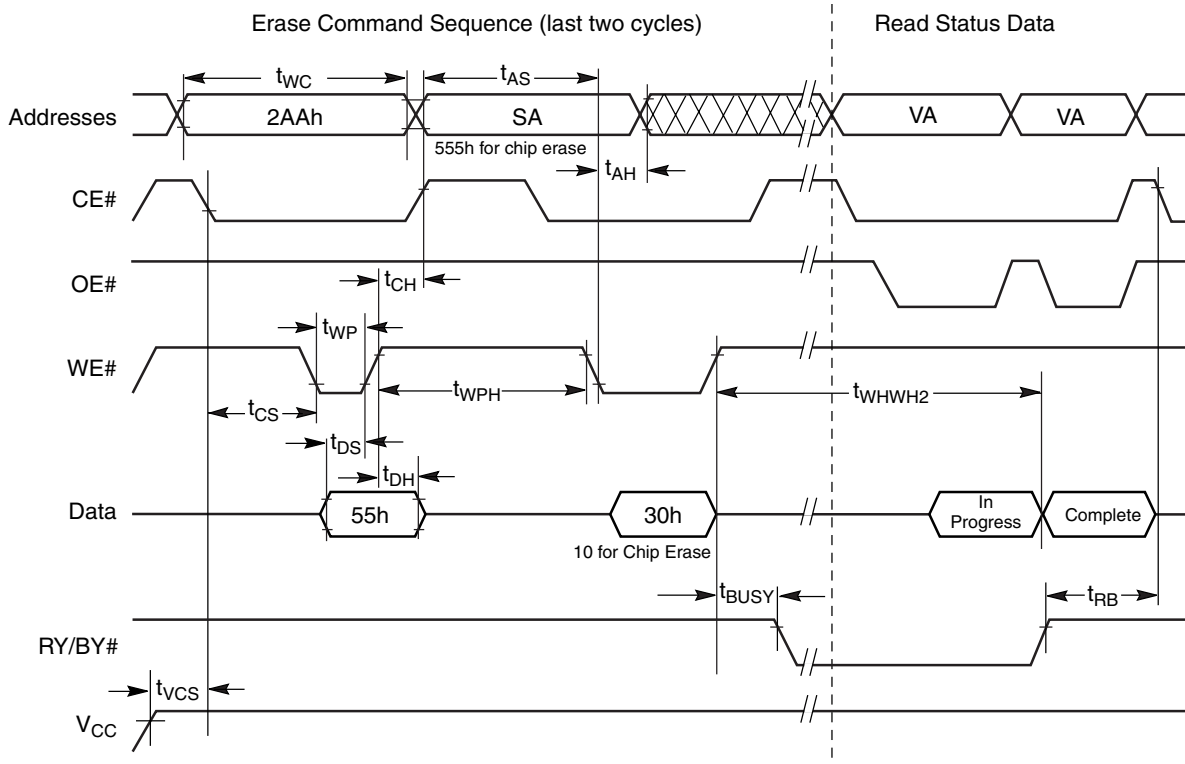 Erase Command Sequence (last two cycles)
Read Status Data
tWC
tAS
Addresses
2AAh
SA
VA
VA
555h for chip erase
tAH
CE#
OE#
tCH
tWP
WE#
tWPH
tWHWH2
tCS
tDS
tDH
Data
55h
30h
In
Progress
Complete
10 for Chip Erase
tBUSY
tRB
RY/BY#
tVCS
VCC